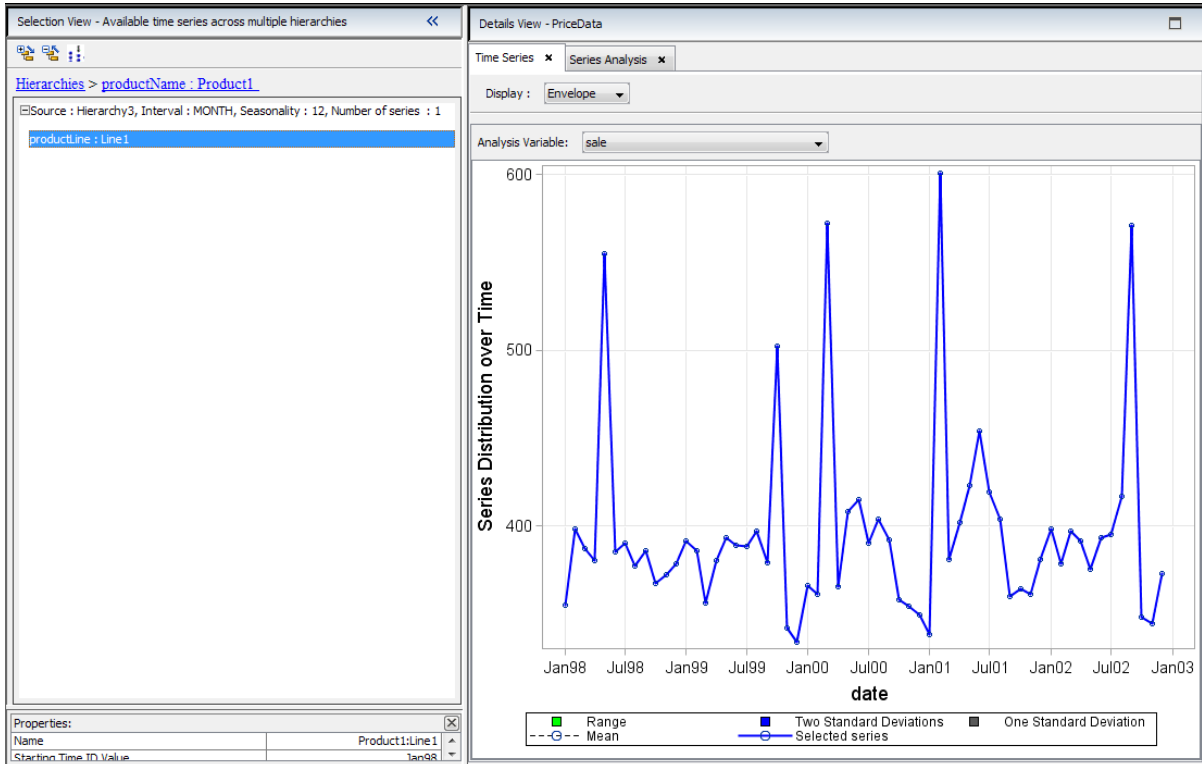 Selection View - Available time series across multiple hierarchies
Hierarchies > productName : Product1
Source : Hierarchy3, Interval : MONTH, Seasonality : 12, Number of series : 1
productLine : Line1
Properties:
Name Product1:Line1
Starting Time ID Value Jan98
Details View - PriceData
Time Series
Series Analysis
Display : Envelope
Analysis Variable: sale
Series Distribution over Time
600
500
400
Jan98 Jul98 Jan99 Jul99 Jan00 Jul00 Jan01 Jul01 Jan02 Jul02 Jan03
date
Range Two Standard Deviations One Standard Deviation
Mean Selected series